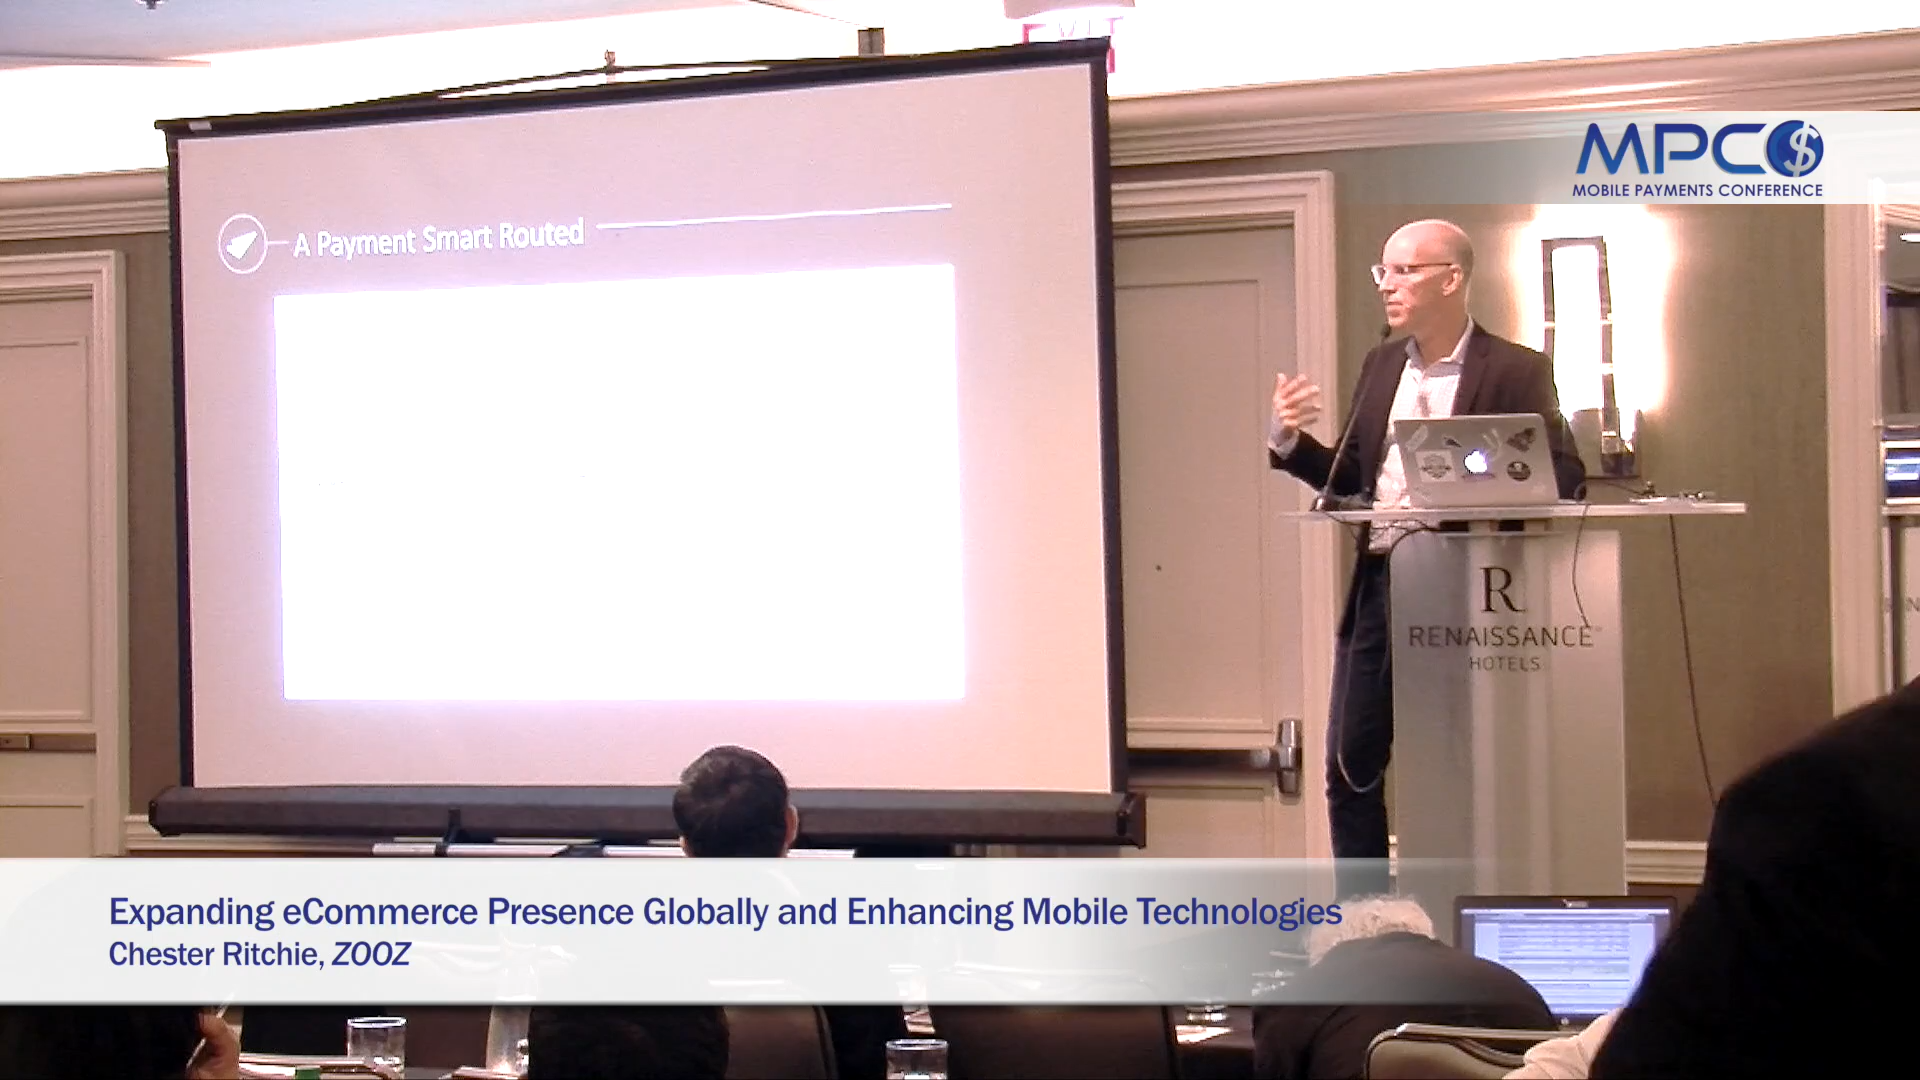 MPC$
MOBILE PAYMENTS CONFERENCE
A Payment Smart Routed
R
RENAISSANCE
HOTELS
Expanding eCommerce Presence Globally and Enhancing Mobile Technologies
Chester Ritchie, ZOOZ